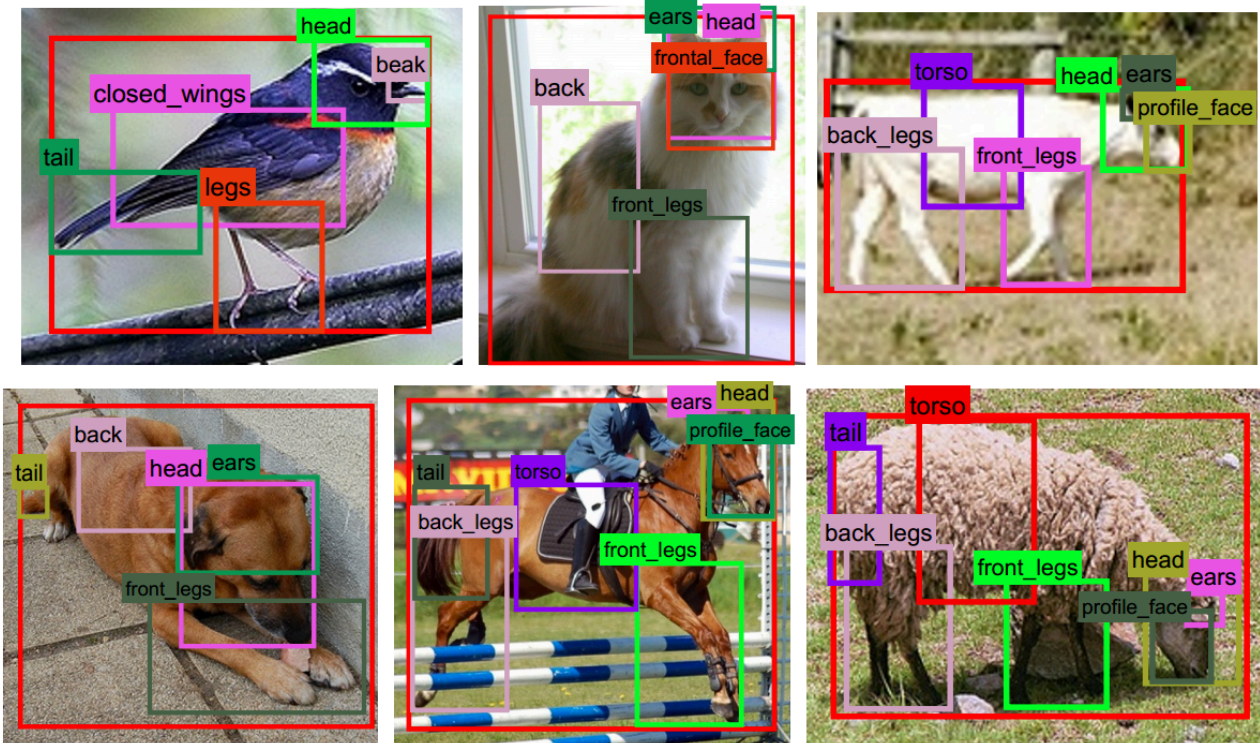 head
beak
closed_wings
tail
legs
ears
head
frontal_face
back
front_legs
torso
head
ears
profile_face
back_legs
front_legs
back
head
ears
tail
front_legs
ears
head
profile_face
tail
torso
back_legs
front_legs
torso
tail
back_legs
front_legs
head
ears
profile_face